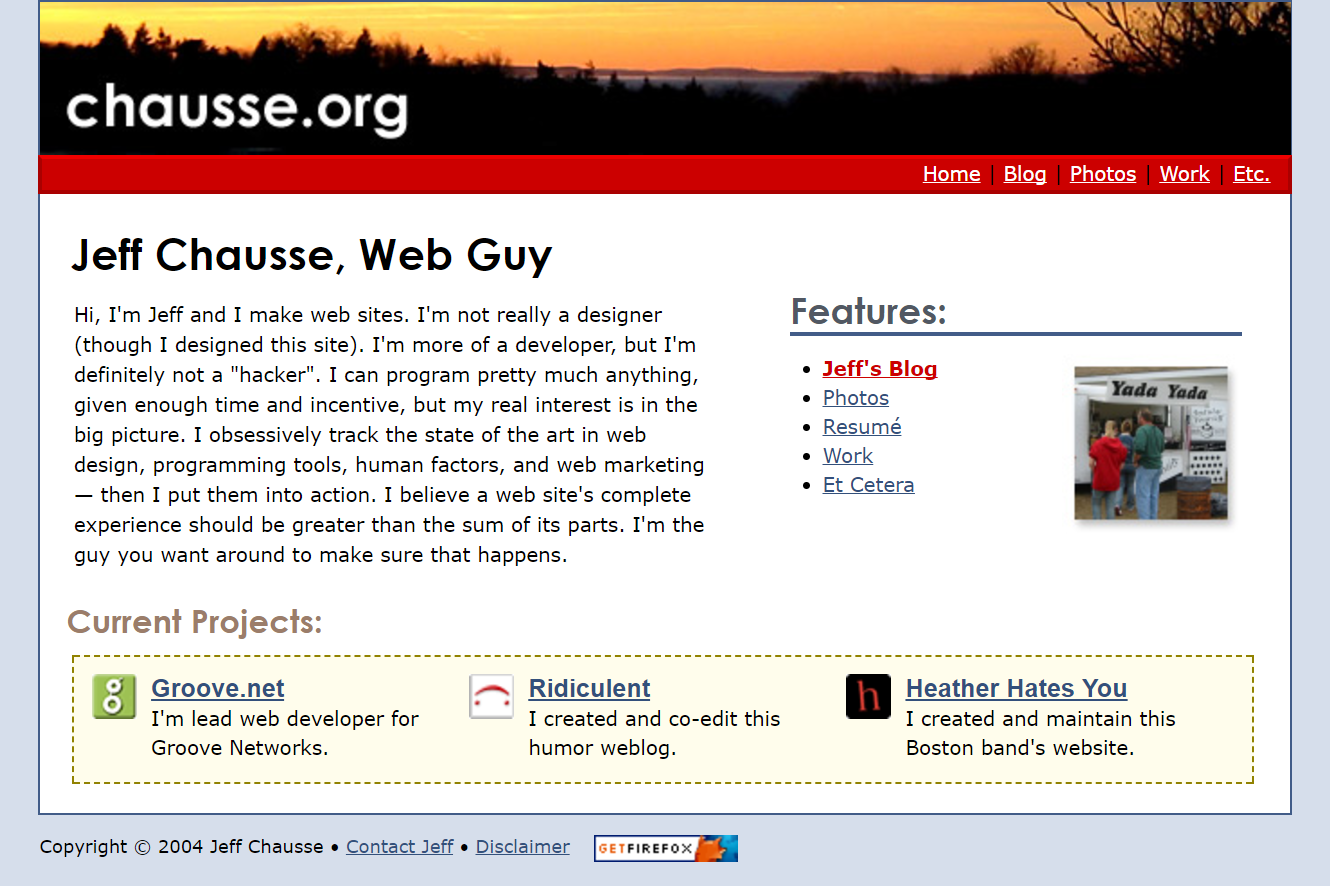 chausse.org
Home | Blog | Photos | Work | Etc.
Jeff Chausse, Web Guy
Hi, I'm Jeff and I make web sites. I'm not really a designer
(though I designed this site). I'm more of a developer, but I'm
definitely not a "hacker". I can program pretty much anything,
given enough time and incentive, but my real interest is in the
big picture. I obsessively track the state of the art in web
design, programming tools, human factors, and web marketing
— then I put them into action. I believe a web site's complete
experience should be greater than the sum of its parts. I'm the
guy you want around to make sure that happens.
Features:
• Jeff's Blog
• Photos
• Resumé
• Work
• Et Cetera
Yada Yada
Current Projects:
Groove.net
I'm lead web developer for
Groove Networks.
Ridiculent
I created and co-edit this
humor weblog.
h
Heather Hates You
I created and maintain this
Boston band's website.
Copyright © 2004 Jeff Chausse • Contact Jeff • Disclaimer
GETFIREFOX